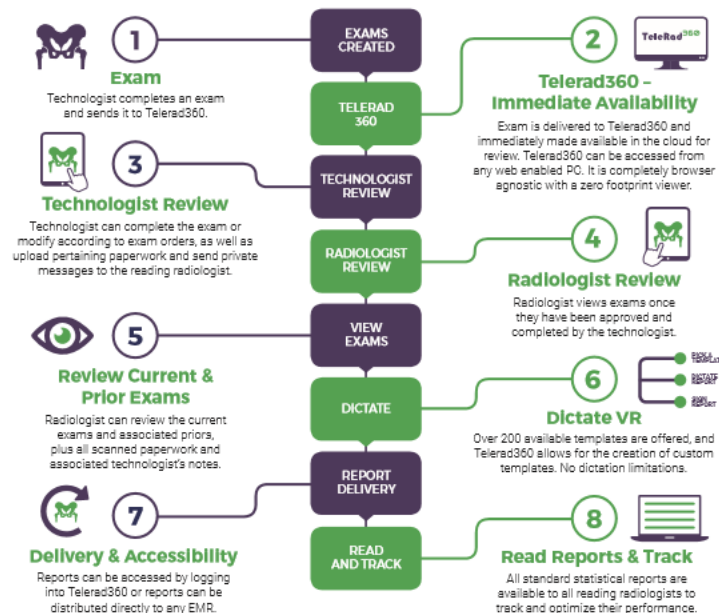 1
Exam
Technologist completes an exam
and sends it to Telerad360.
EXAMS
CREATED
2
TeleRad360
Telerad360 –
Immediate Availability
Exam is delivered to Telerad360 and
immediately made available in the cloud for
review. Telerad360 can be accessed from
any web enabled PC. It is completely browser
agnostic with a zero footprint viewer.
TELERAD
360
3
Technologist Review
Technologist can complete the exam or
modify according to exam orders, as well as
upload pertaining paperwork and send private
messages to the reading radiologist.
TECHNOLOGIST
REVIEW
4
Radiologist Review
Radiologist views exams once
they have been approved and
completed by the technologist.
RADIOLOGIST
REVIEW
5
Review Current &
Prior Exams
Radiologist can review the current
exams and associated priors,
plus all scanned paperwork and
associated technologist's notes.
VIEW
EXAMS
6
PICK A
TEMPLAT
DICTATE
REPORT
SIGN
REPORT
Dictate VR
Over 200 available templates are offered, and
Telerad360 allows for the creation of custom
templates. No dictation limitations.
DICTATE
7
Delivery & Accessibility
Reports can be accessed by logging
into Telerad360 or reports can be
distributed directly to any EMR.
REPORT
DELIVERY
8
Read Reports & Track
All standard statistical reports are
available to all reading radiologists to
track and optimize their performance.
READ
AND TRACK